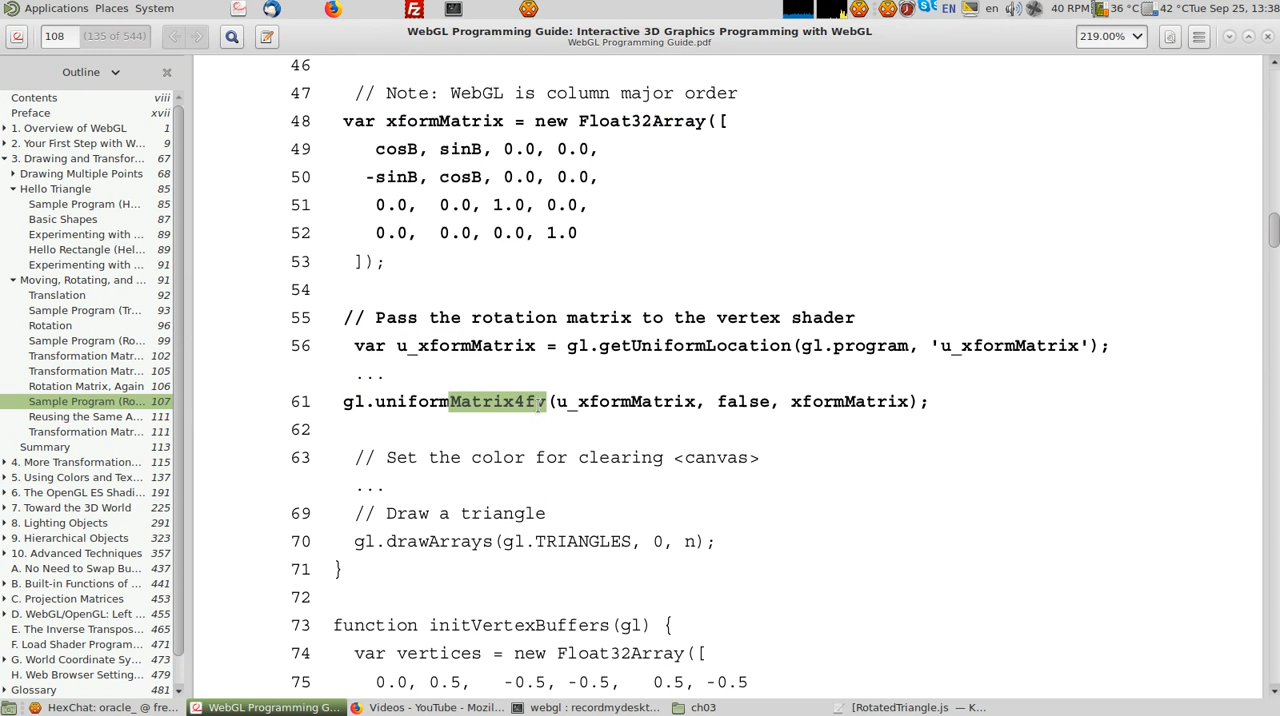 Applications Places System EN en 40 RPM 36 °C 42 °C Tue Sep 25, 13:38
108 (135 of 544) WebGL Programming Guide: Interactive 3D Graphics Programming with WebGL 219.00%
WebGL Programming Guide.pdf
Outline
Contents viii
Preface xvii
1. Overview of WebGL 1
2. Your First Step with W... 9
3. Drawing and Transfor... 67
Drawing Multiple Points 68
Hello Triangle 85
Sample Program (H... 85
Basic Shapes 87
Experimenting with ... 89
Hello Rectangle (Hel... 89
Experimenting with ... 91
Moving, Rotating, and ... 91
Translation 92
Sample Program (Tr... 93
Rotation 96
Sample Program (Ro... 99
Transformation Matr... 102
Transformation Matr... 105
Rotation Matrix, Again 106
Sample Program (Ro... 107
Reusing the Same A... 111
Transformation Matr... 111
Summary 113
4. More Transformation... 115
5. Using Colors and Tex... 137
6. The OpenGL ES Shadi... 191
7. Toward the 3D World 225
8. Lighting Objects 291
9. Hierarchical Objects 323
10. Advanced Techniques 357
A. No Need to Swap Bu... 437
B. Built-in Functions of ... 441
C. Projection Matrices 453
D. WebGL/OpenGL: Left ... 455
E. The Inverse Transpos... 465
F. Load Shader Program... 471
G. World Coordinate Sy... 473
H. Web Browser Setting... 479
Glossary 481
46
47 // Note: WebGL is column major order
48 var xformMatrix = new Float32Array([
49 cosB, sinB, 0.0, 0.0,
50 -sinB, cosB, 0.0, 0.0,
51 0.0, 0.0, 1.0, 0.0,
52 0.0, 0.0, 0.0, 1.0
53 ]);
54
55 // Pass the rotation matrix to the vertex shader
56 var u_xformMatrix = gl.getUniformLocation(gl.program, 'u_xformMatrix');
...
61 gl.uniformMatrix4fv(u_xformMatrix, false, xformMatrix);
62
63 // Set the color for clearing <canvas>
...
69 // Draw a triangle
70 gl.drawArrays(gl.TRIANGLES, 0, n);
71 }
72
73 function initVertexBuffers(gl) {
74 var vertices = new Float32Array([
75 0.0, 0.5, -0.5, -0.5, 0.5, -0.5
HexChat: oracle_ @ fre... WebGL Programming G... Videos - YouTube - Mozil... webgl : recordmydeskt... ch03 [RotatedTriangle.js — K...